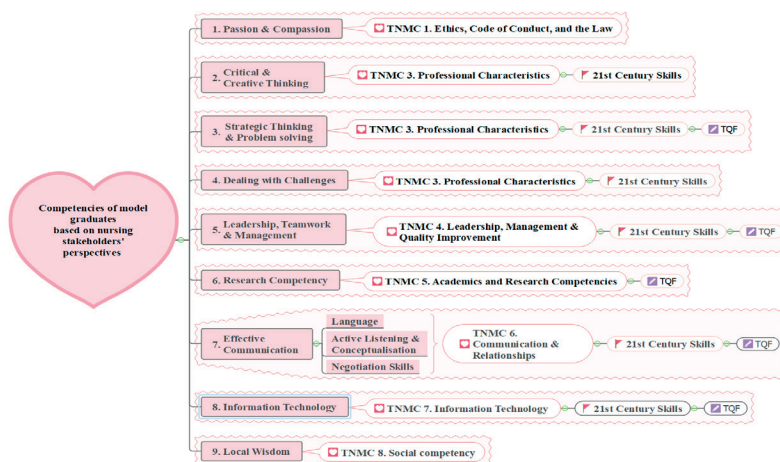 Competencies of model
graduates
based on nursing
stakeholders'
perspectives
1. Passion & Compassion
TNMC 1. Ethics, Code of Conduct, and the Law
2. Critical &
Creative Thinking
TNMC 3. Professional Characteristics
21st Century Skills
3. Strategic Thinking
& Problem solving
TNMC 3. Professional Characteristics
21st Century Skills
TQF
4. Dealing with Challenges
TNMC 3. Professional Characteristics
21st Century Skills
5. Leadership, Teamwork
& Management
TNMC 4. Leadership, Management &
Quality Improvement
21st Century Skills
TQF
6. Research Competency
TNMC 5. Academics and Research Competencies
TQF
7. Effective
Communication
Language
Active Listening &
Conceptualisation
Negotiation Skills
TNMC 6.
Communication &
Relationships
21st Century Skills
TQF
8. Information Technology
TNMC 7. Information Technology
21st Century Skills
TQF
9. Local Wisdom
TNMC 8. Social competency